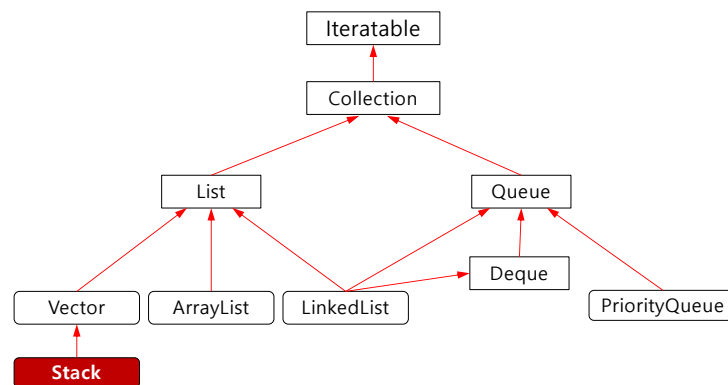 Iteratable
Collection
List
Queue
Deque
Vector
ArrayList
LinkedList
PriorityQueue
Stack